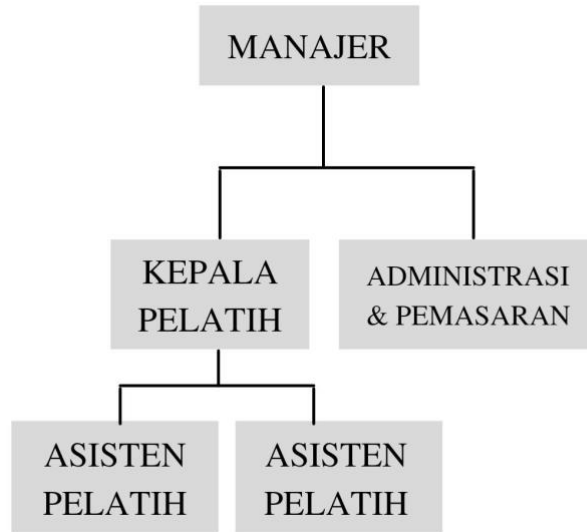 MANAJER
KEPALA
PELATIH
ADMINISTRASI
& PEMASARAN
ASISTEN
PELATIH
ASISTEN
PELATIH